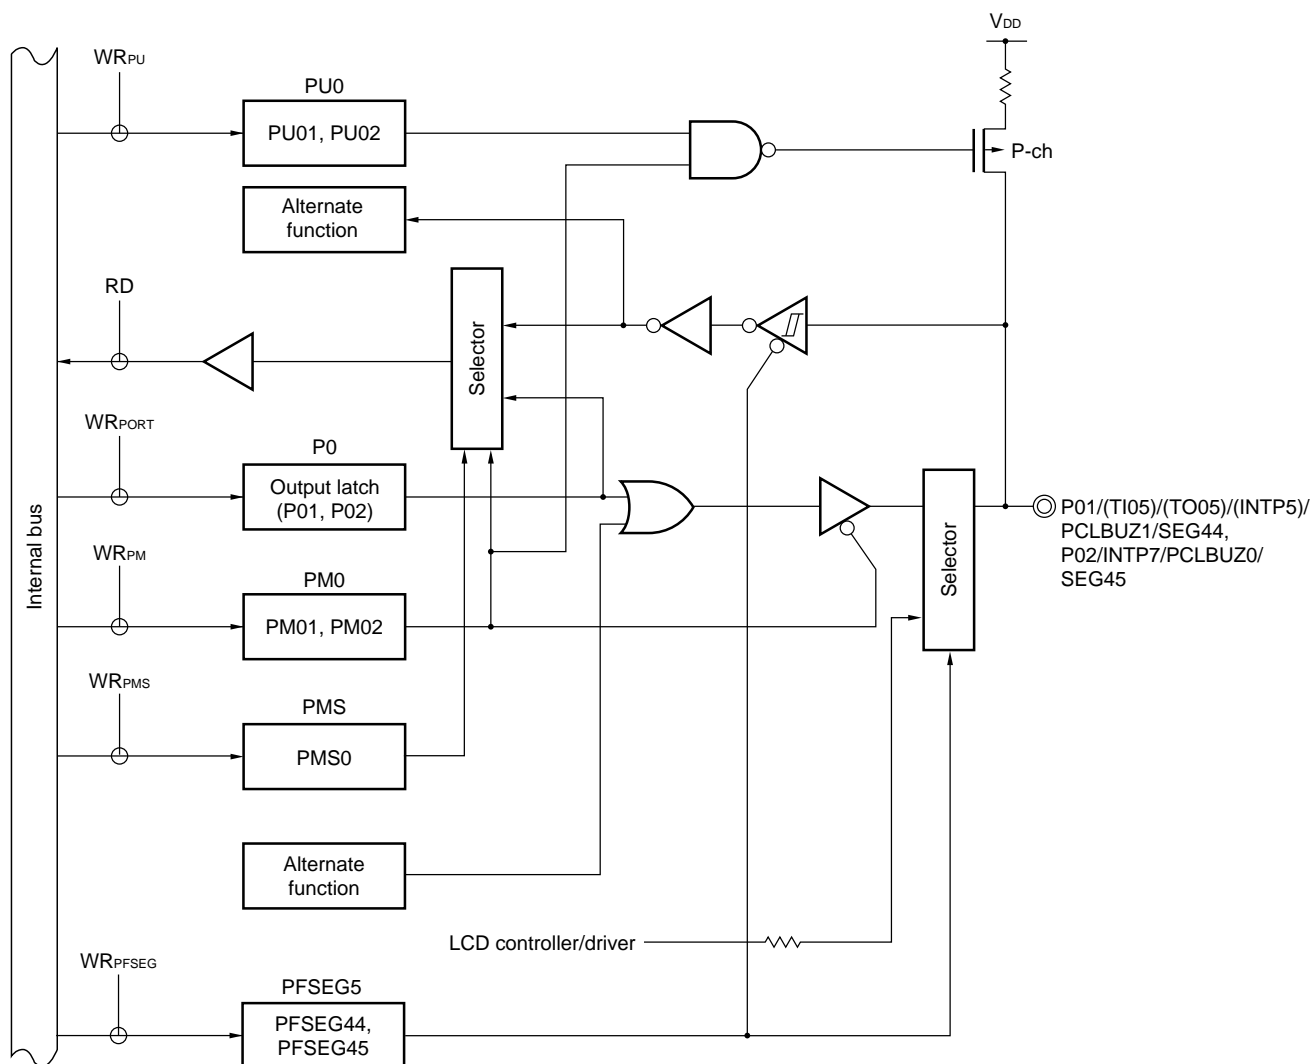 VDD
WRPU
PU0
PU01, PU02
P-ch
Alternate
function
RD
Selector
WRPORT
P0
Output latch
(P01, P02)
Internal bus
Selector
P01/(TI05)/(TO05)/(INTP5)/
PCLBUZ1/SEG44,
P02/INTP7/PCLBUZ0/
SEG45
WRPM
PM0
PM01, PM02
WRPMS
PMS
PMS0
Alternate
function
LCD controller/driver
WRPFSEG
PFSEG5
PFSEG44,
PFSEG45